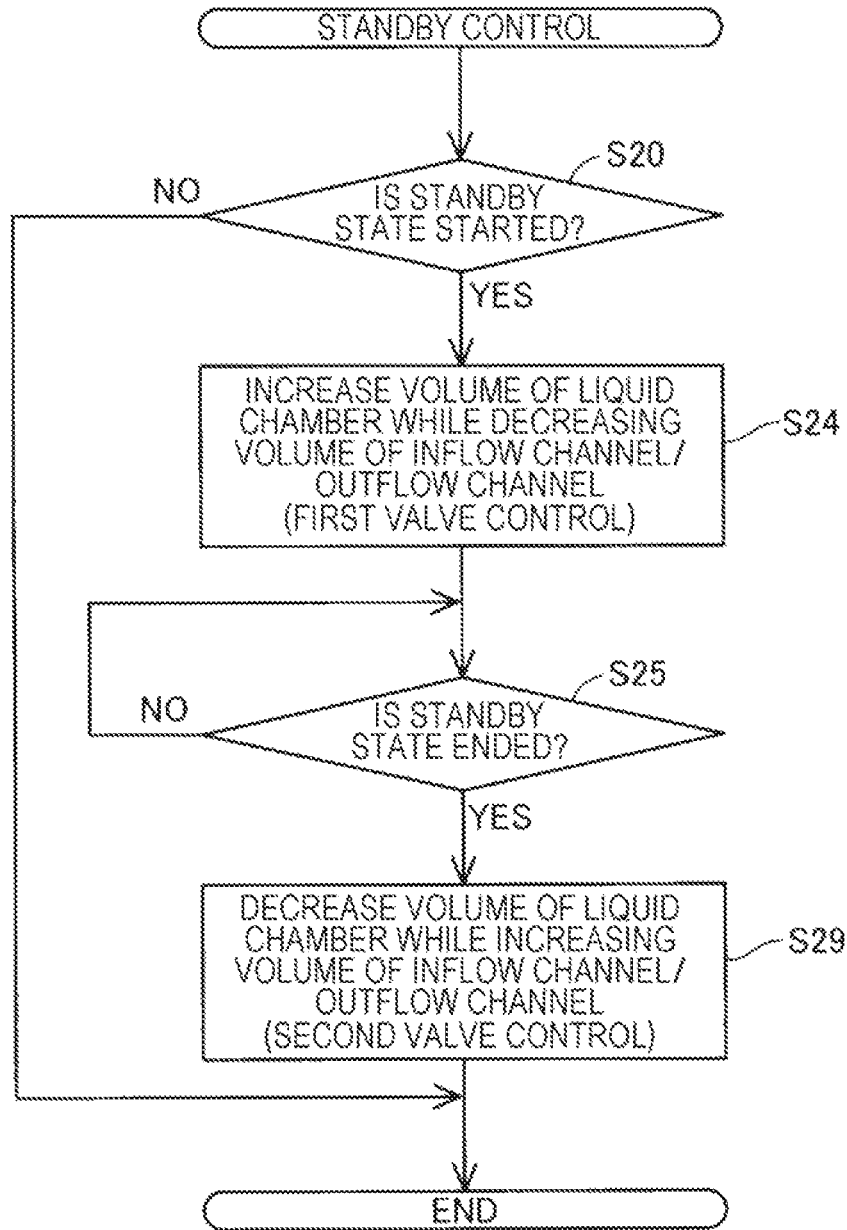 STANDBY CONTROL
S20
NO
IS STANDBY
STATE STARTED?
YES
INCREASE VOLUME OF LIQUID
CHAMBER WHILE DECREASING
VOLUME OF INFLOW CHANNEL/
OUTFLOW CHANNEL
(FIRST VALVE CONTROL)
S24
S25
NO
IS STANDBY
STATE ENDED?
YES
DECREASE VOLUME OF LIQUID
CHAMBER WHILE INCREASING
VOLUME OF INFLOW CHANNEL/
OUTFLOW CHANNEL
(SECOND VALVE CONTROL)
S29
END